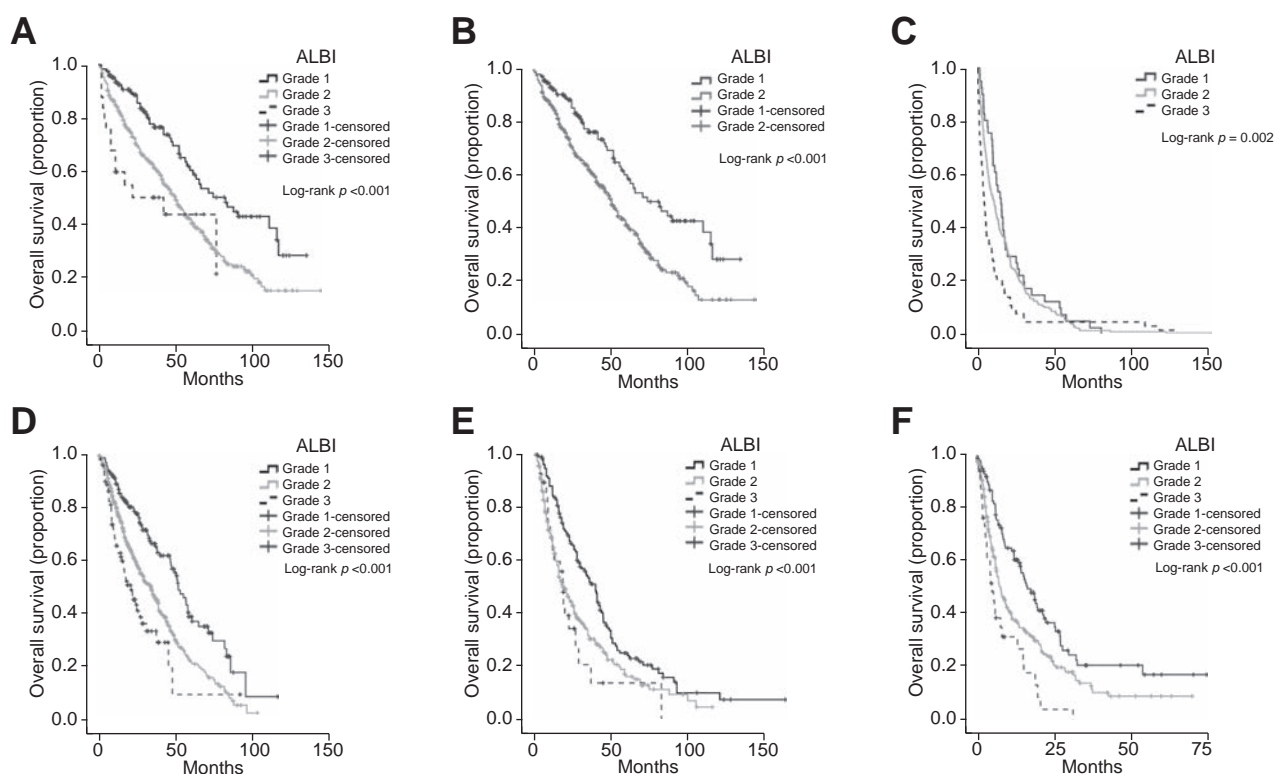 A
ALBI
Grade 1
Grade 2
Grade 3
Grade 1-censored
Grade 2-censored
Grade 3-censored
Log-rank p <0.001
Overall survival (proportion)
1.0
0.8
0.6
0.4
0.2
0.0
0 50 100 150
Months
B
ALBI
Grade 1
Grade 2
Grade 1-censored
Grade 2-censored
Log-rank p <0.001
Overall survival (proportion)
1.0
0.8
0.6
0.4
0.2
0.0
0 50 100 150
Months
C
ALBI
Grade 1
Grade 2
Grade 3
Log-rank p = 0.002
Overall survival (proportion)
1.0
0.8
0.6
0.4
0.2
0.0
0 50 100 150
Months
D
ALBI
Grade 1
Grade 2
Grade 3
Grade 1-censored
Grade 2-censored
Grade 3-censored
Log-rank p <0.001
Overall survival (proportion)
1.0
0.8
0.6
0.4
0.2
0.0
0 50 100 150
Months
E
ALBI
Grade 1
Grade 2
Grade 3
Grade 1-censored
Grade 2-censored
Grade 3-censored
Log-rank p <0.001
Overall survival (proportion)
1.0
0.8
0.6
0.4
0.2
0.0
0 50 100 150
Months
F
ALBI
Grade 1
Grade 2
Grade 3
Grade 1-censored
Grade 2-censored
Grade 3-censored
Log-rank p <0.001
Overall survival (proportion)
1.0
0.8
0.6
0.4
0.2
0.0
0 25 50 75
Months